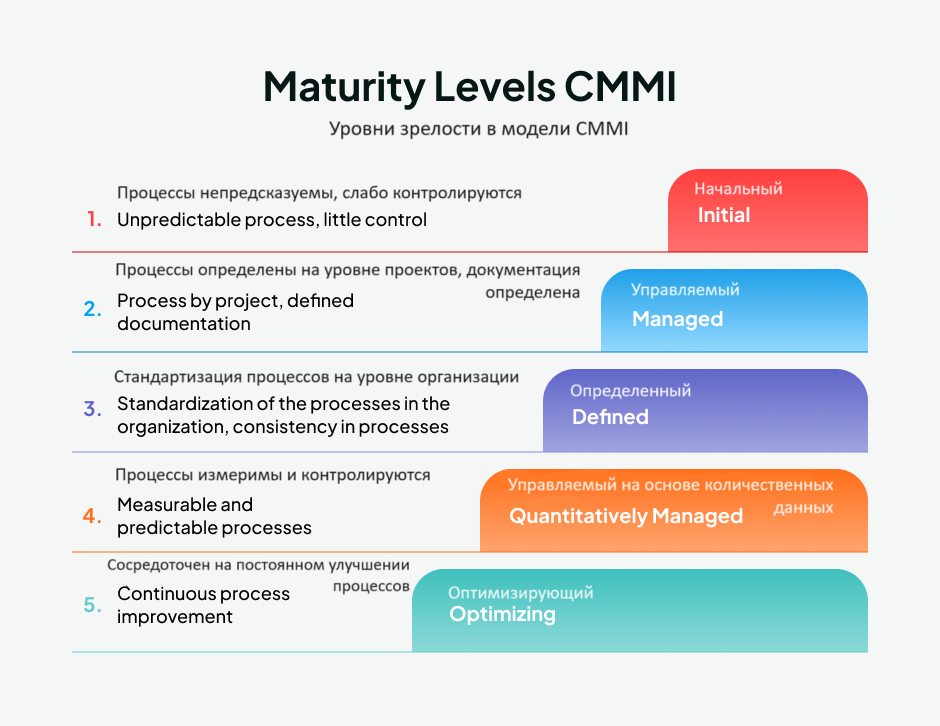 Maturity Levels CMMI
Уровни зрелости в модели CMMI
Процессы непредсказуемы, слабо контролируются
1. Unpredictable process, little control
Начальный
Initial
Процессы определены на уровне проектов, документация
определена
2. Process by project, defined
documentation
Управляемый
Managed
Стандартизация процессов на уровне организации
3. Standardization of the processes in the
organization, consistency in processes
Определенный
Defined
Процессы измеримы и контролируются
4. Measurable and
predictable processes
Управляемый на основе количественных
данных
Quantitatively Managed
Сосредоточен на постоянном улучшении
процессов
5. Continuous process
improvement
Оптимизирующий
Optimizing